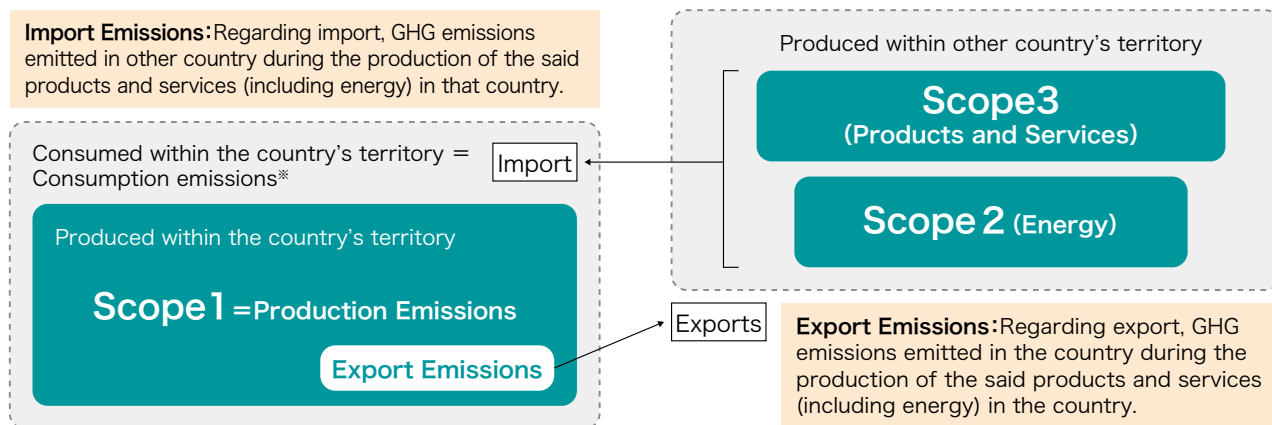 Import Emissions:Regarding import, GHG emissions
emitted in other country during the production of the said
products and services (including energy) in that country.
Produced within other country’s territory
Scope3
(Products and Services)
Scope 2 (Energy)
Import
Consumed within the country’s territory =
Consumption emissions※
Produced within the country’s territory
Scope1=Production Emissions
Export Emissions
Exports
Export Emissions:Regarding export, GHG
emissions emitted in the country during the
production of the said products and services
(including energy) in the country.